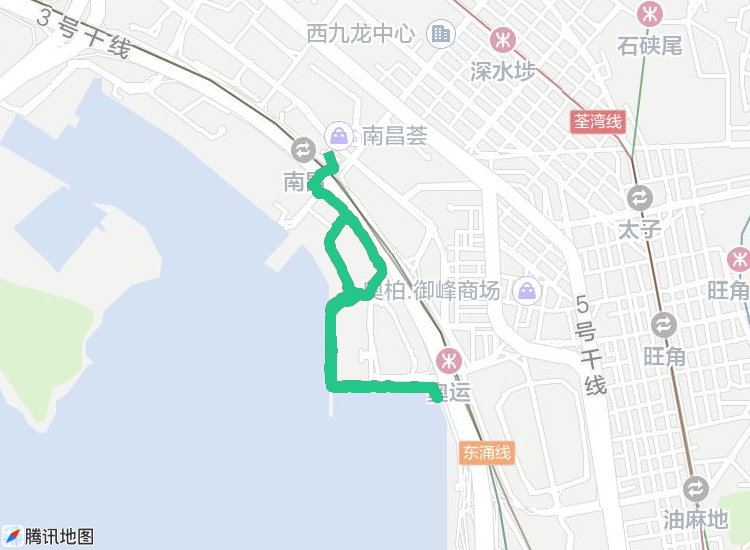 3号干线
西九龙中心
石硖尾
深水埗
荃湾线
南昌荟
南昌
太子
奥柏·御峰商场
旺角
5号干线
旺角
奥运
东涌线
油麻地
腾讯地图